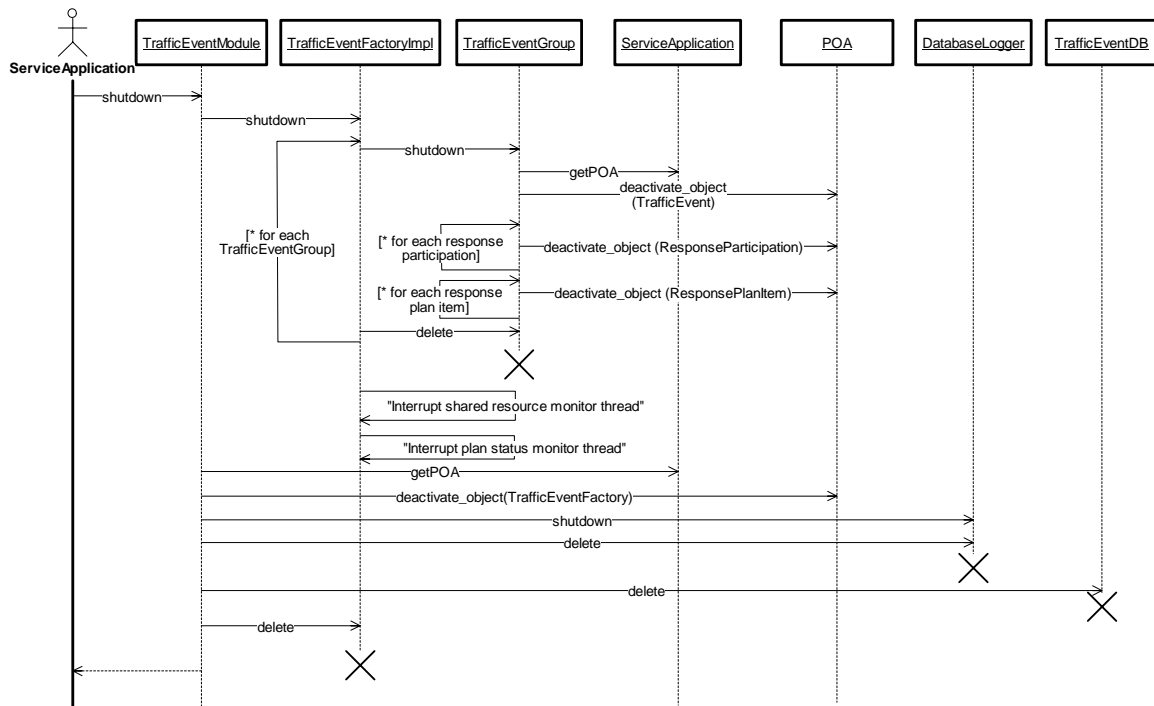 TrafficEventModule
TrafficEventFactoryImpl
TrafficEventGroup
ServiceApplication
POA
DatabaseLogger
TrafficEventDB
ServiceApplication
shutdown
shutdown
shutdown
getPOA
deactivate_object
(TrafficEvent)
[* for each
TrafficEventGroup]
[* for each response
participation]
deactivate_object (ResponseParticipation)
[* for each response
plan item]
deactivate_object (ResponsePlanItem)
delete
"Interrupt shared resource monitor thread"
"Interrupt plan status monitor thread"
getPOA
deactivate_object(TrafficEventFactory)
shutdown
delete
delete
delete